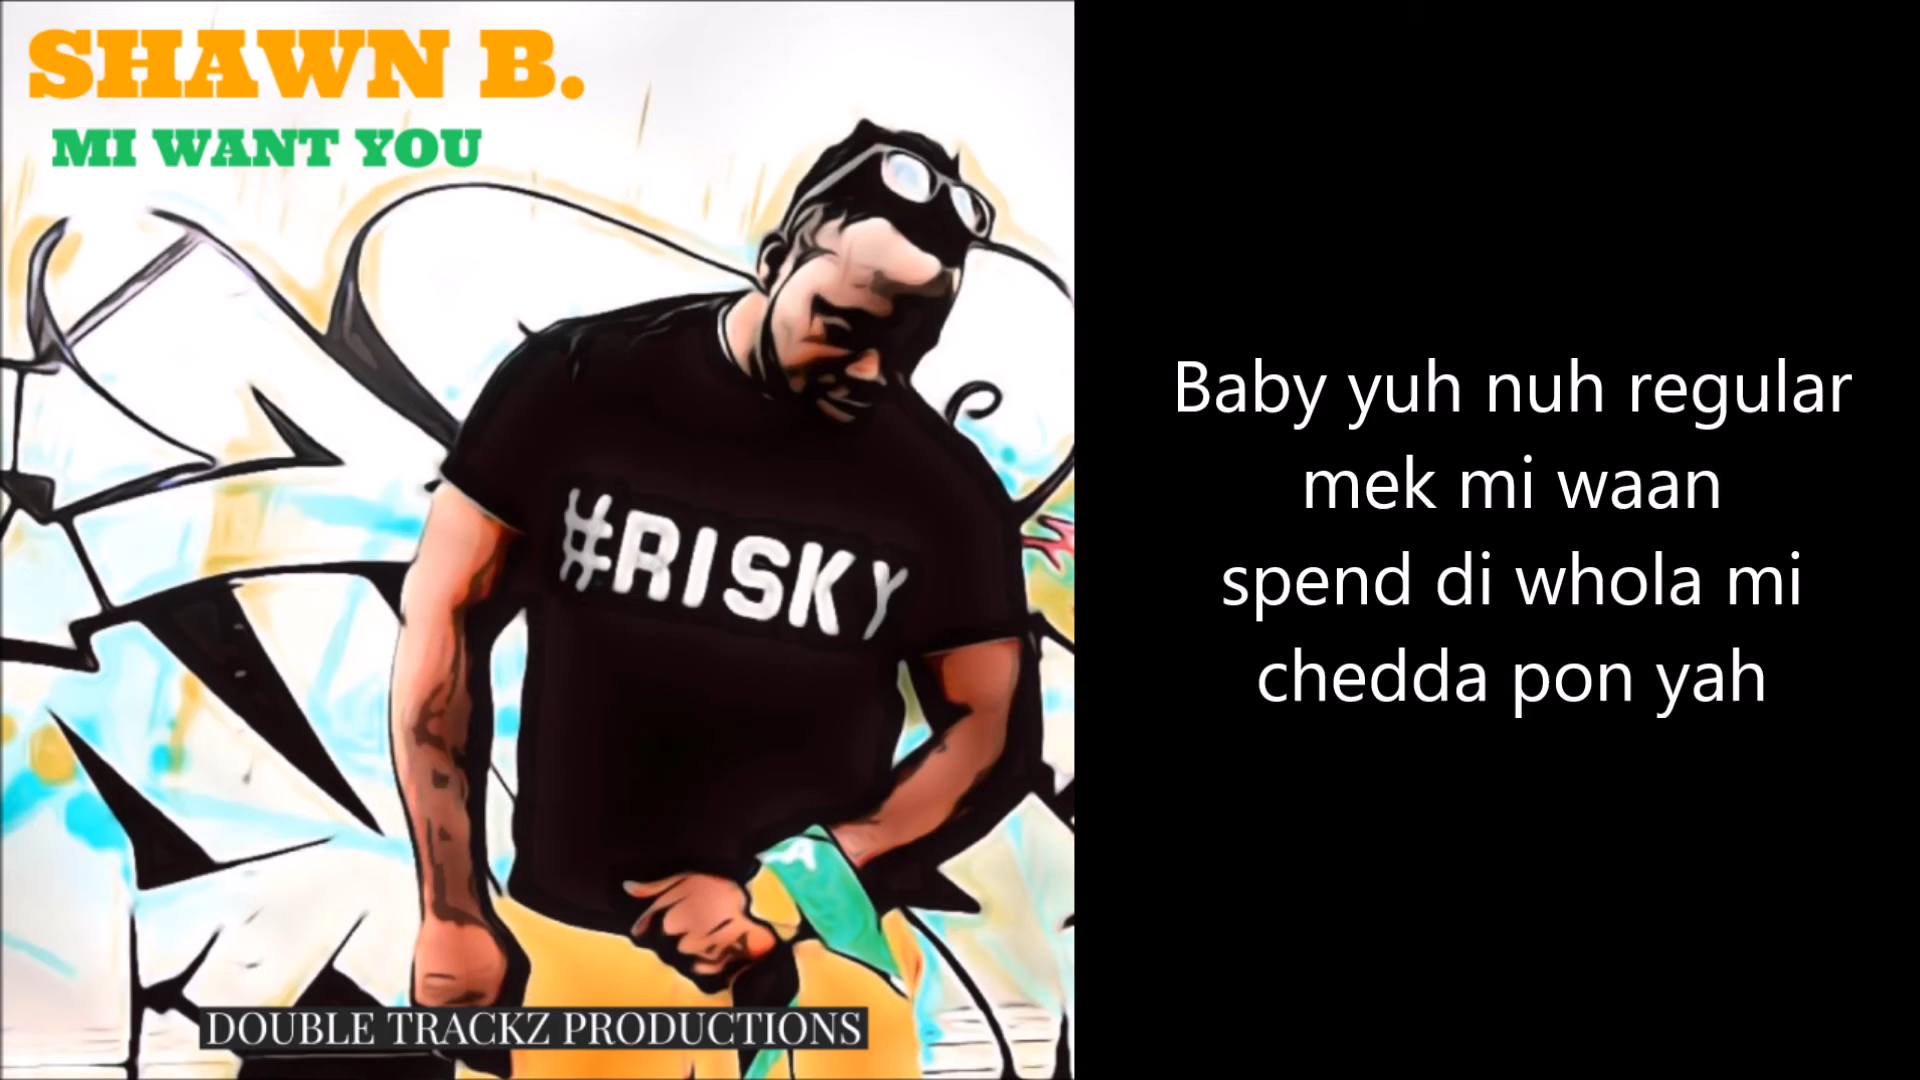 SHAWN B.
MI WANT YOU
#RISKY
DOUBLE TRACKZ PRODUCTIONS
Baby yuh nuh regular
mek mi waan
spend di whola mi
chedda pon yah